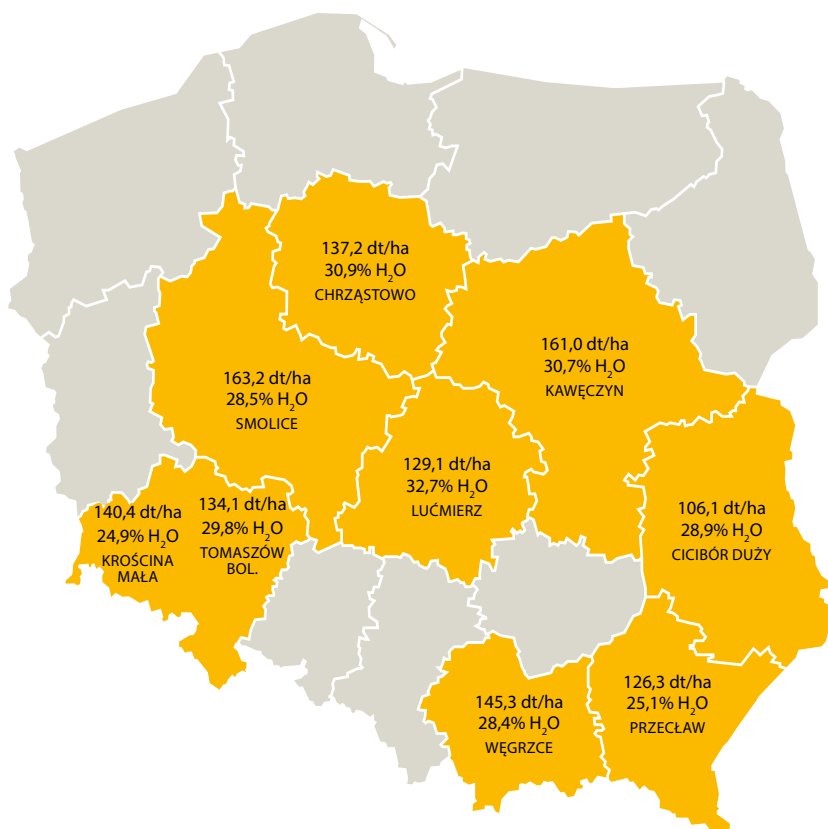 137,2 dt/ha
30,9% H₂O
CHRZĄSTOWO
161,0 dt/ha
30,7% H₂O
KAWĘCZYN
163,2 dt/ha
28,5% H₂O
SMOLICE
129,1 dt/ha
32,7% H₂O
LUĆMIERZ
140,4 dt/ha
24,9% H₂O
KROŚCINA
MAŁA
134,1 dt/ha
29,8% H₂O
TOMASZÓW
BOL.
106,1 dt/ha
28,9% H₂O
CICIBÓR DUŻY
145,3 dt/ha
28,4% H₂O
WĘGRZCE
126,3 dt/ha
25,1% H₂O
PRZECŁAW